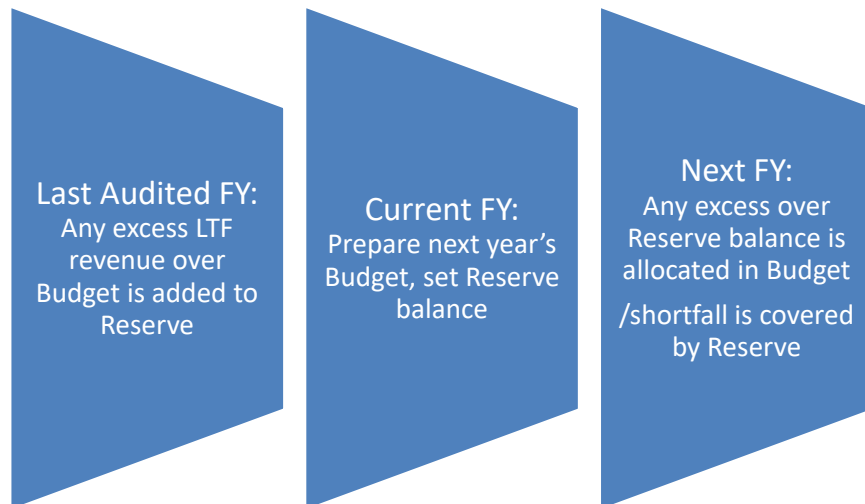 Last Audited FY:
Any excess LTF
revenue over
Budget is added to
Reserve
Current FY:
Prepare next year’s
Budget, set Reserve
balance
Next FY:
Any excess over
Reserve balance is
allocated in Budget
/shortfall is covered
by Reserve